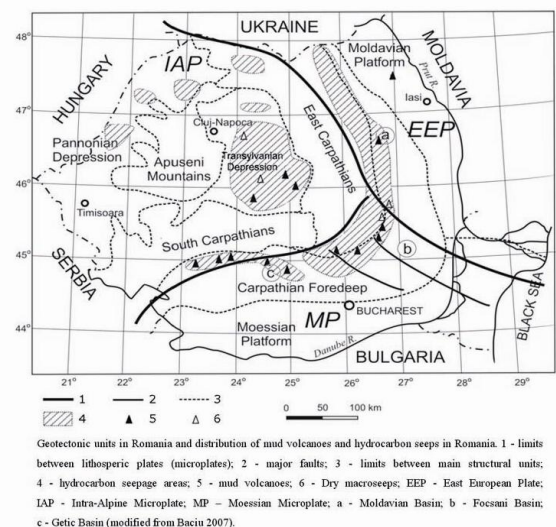 UKRAINE
48°
IAP
Moldavian
Platform
MOLDAVIA
Prut R.
HUNGARY
47°
Iasi
Cluj-Napoca
East Carpathians
EEP
a
Pannonian
Depression
Apuseni
Mountains
Transylvanian
Depression
46°
Timisoara
South Carpathians
b
45°
SERBIA
c
Carpathian Foredeep
MP
BUCHAREST
BLACK SEA
44°
Moessian
Platform
Danube R.
BULGARIA
21° 22° 23° 24° 25° 26° 27° 28° 29°
1 2 3
4 5 6
0 50 100 km
Geotectonic units in Romania and distribution of mud volcanoes and hydrocarbon seeps in Romania. 1 - limits
between lithosperic plates (microplates); 2 - major faults; 3 - limits between main structural units;
4 - hydrocarbon seepage areas; 5 - mud volcanoes; 6 - Dry macroseeps; EEP - East European Plate;
IAP - Intra-Alpine Microplate; MP – Moessian Microplate; a - Moldavian Basin; b - Focsani Basin;
c - Getic Basin (modified from Baciu 2007).